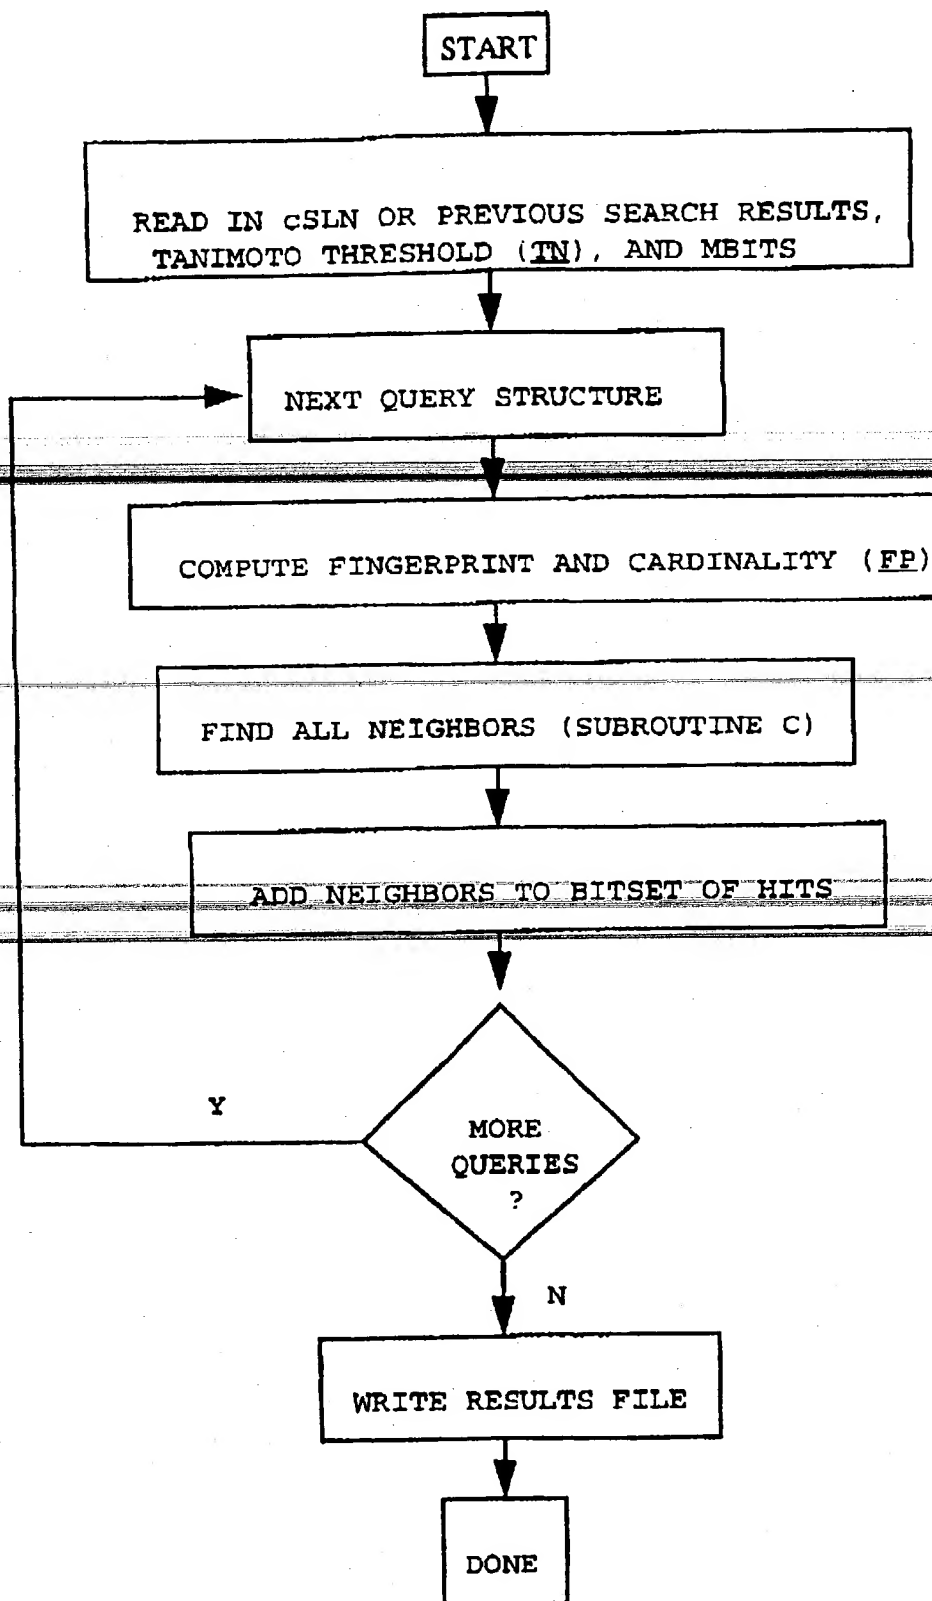 START
READ IN cSLN OR PREVIOUS SEARCH RESULTS,
TANIMOTO THRESHOLD (TN), AND MBITS
NEXT QUERY STRUCTURE
COMPUTE FINGERPRINT AND CARDINALITY (FP)
FIND ALL NEIGHBORS (SUBROUTINE C)
ADD NEIGHBORS TO BITSET OF HITS
Y
MORE
QUERIES
?
N
WRITE RESULTS FILE
DONE